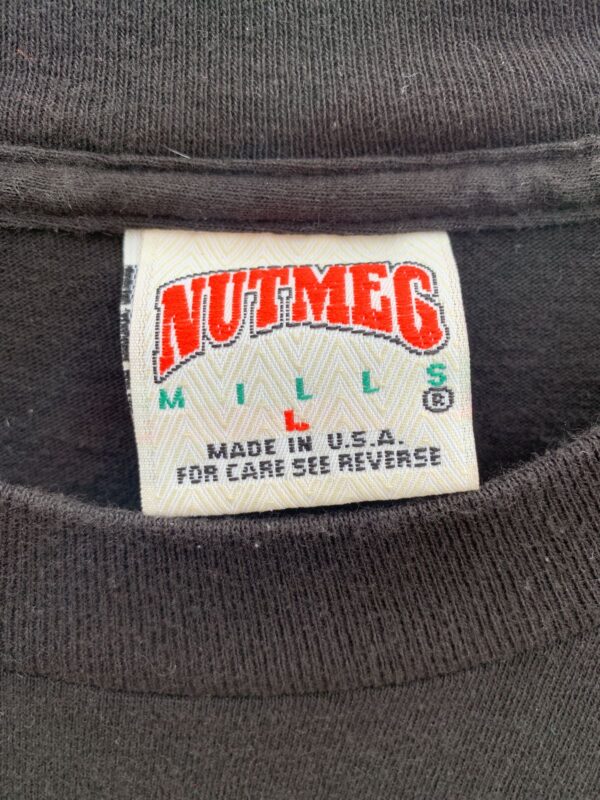 NUTMEG
MILLS®
L
MADE IN U.S.A.
FOR CARE SEE REVERSE